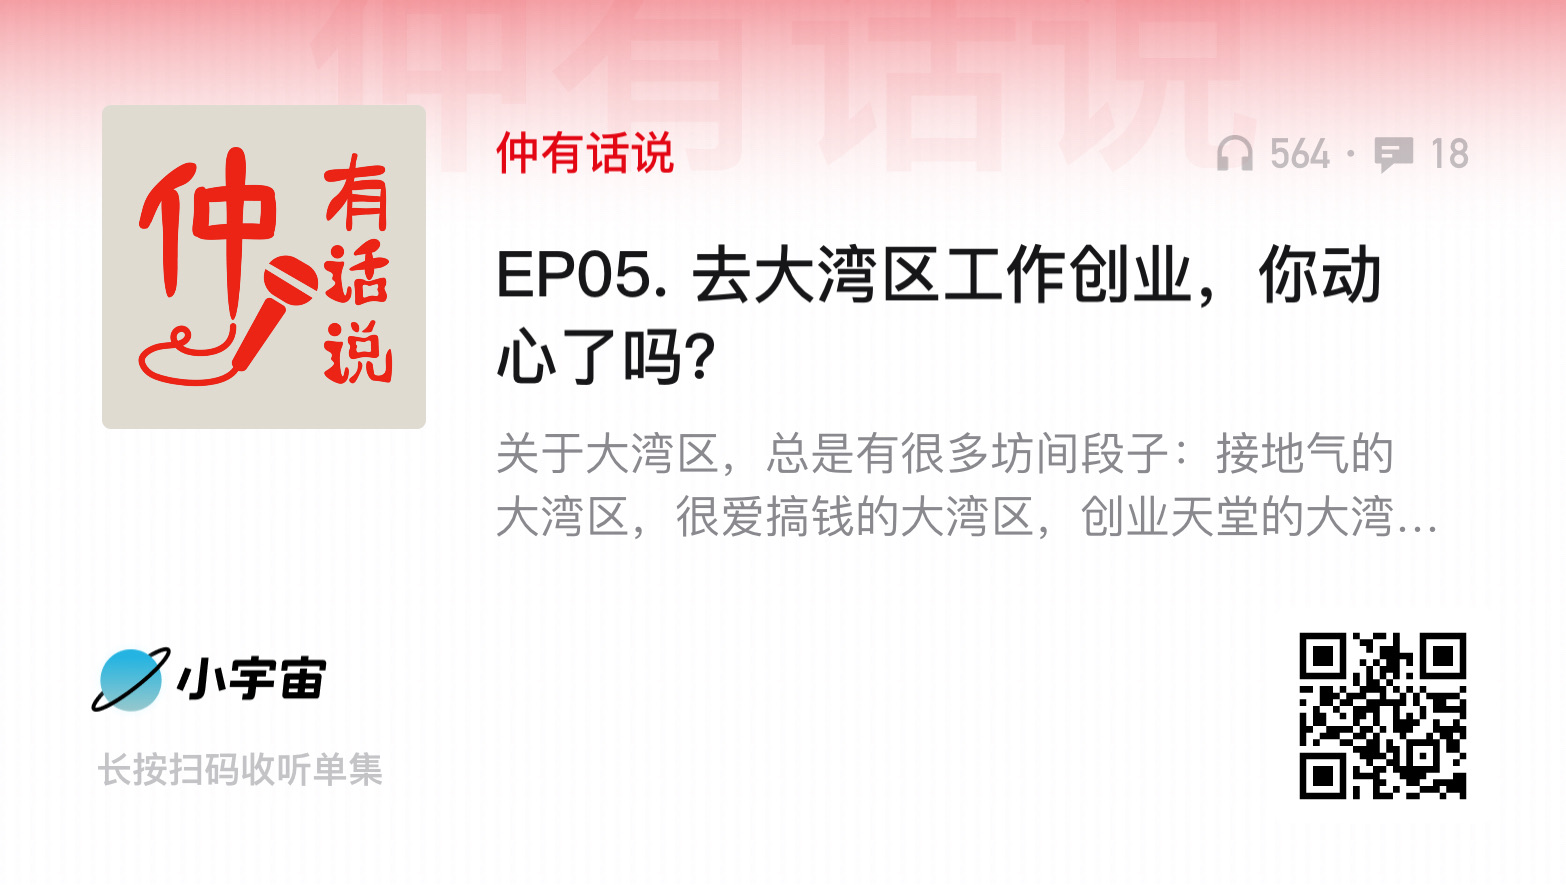 仲有话说
仲
有
话
说
仲有话说
564 · 18
EP05. 去大湾区工作创业，你动
心了吗？
关于大湾区，总是有很多坊间段子：接地气的
大湾区，很爱搞钱的大湾区，创业天堂的大湾...
小宇宙
长按扫码收听单集